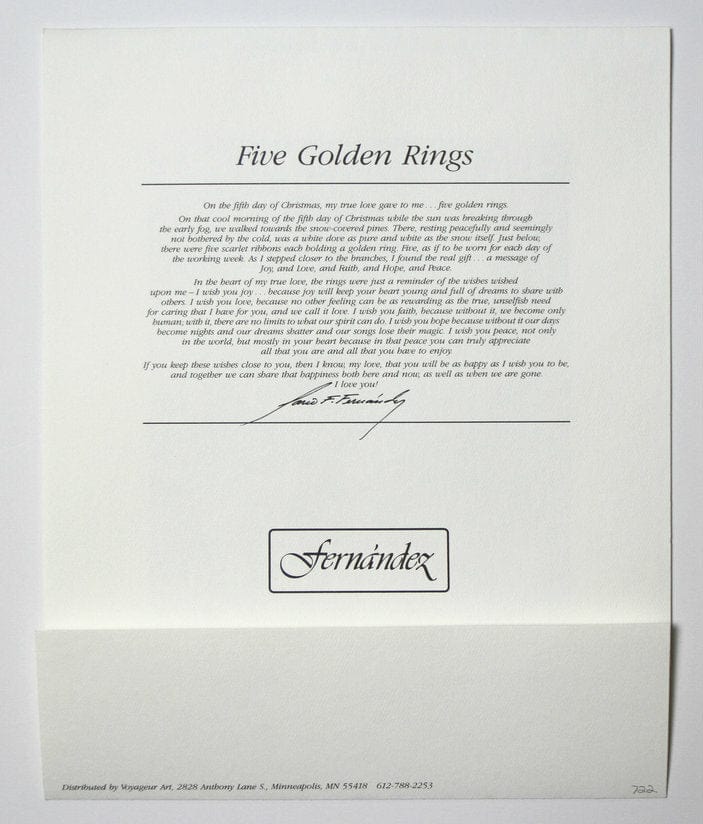 Five Golden Rings
On the fifth day of Christmas, my true love gave to me . . . five golden rings.
On that cool morning of the fifth day of Christmas while the sun was breaking through
the early fog, we walked towards the snow-covered pines. There, resting peacefully and seemingly
not bothered by the cold, was a white dove as pure and white as the snow itself. Just below,
there were five scarlet ribbons each holding a golden ring. Five, as if to be worn for each day of
the working week. As I stepped closer to the branches, I found the real gift . . . a message of
Joy, and Love, and Faith, and Hope, and Peace.
In the heart of my true love, the rings were just a reminder of the wishes wished
upon me – I wish you joy . . . because joy will keep your heart young and full of dreams to share with
others. I wish you love, because no other feeling can be as rewarding as the true, unselfish need
for caring that I have for you, and we call it love. I wish you faith, because without it, we become only
human; with it, there are no limits to what our spirit can do. I wish you hope because without it our days
become nights and our dreams shatter and our songs lose their magic. I wish you peace, not only
in the world, but mostly in your heart because in that peace you can truly appreciate
all that you are and all that you have to enjoy.
If you keep these wishes close to you, then I know, my love, that you will be as happy as I wish you to be,
and together we can share that happiness both here and now, as well as when we are gone.
I love you!
F. Fernández
Fernández
Distributed by Voyageur Art, 2828 Anthony Lane S., Minneapolis, MN 55418 612-788-2253
722